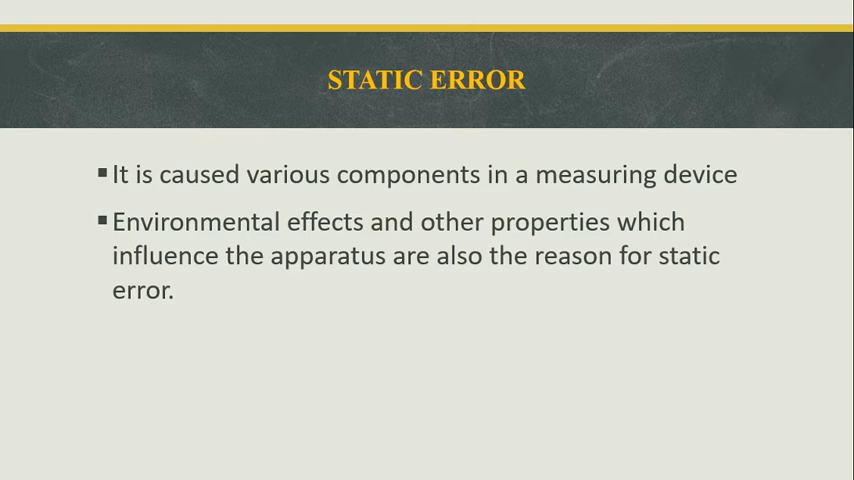 STATIC ERROR
▪It is caused various components in a measuring device
▪Environmental effects and other properties which
influence the apparatus are also the reason for static
error.